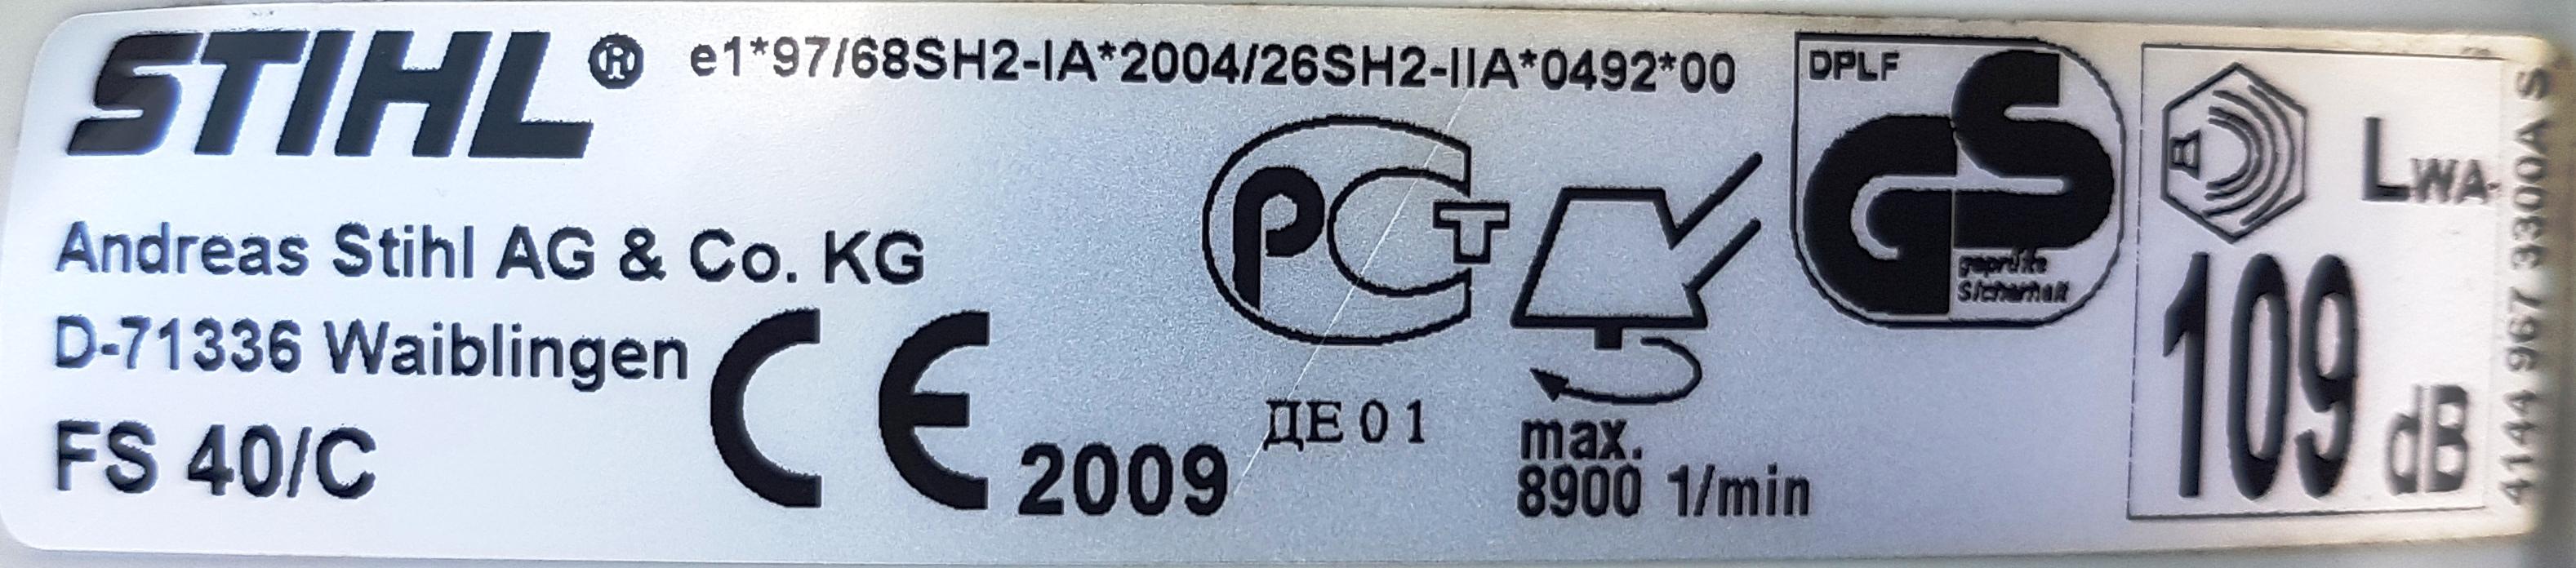 STIHL® e1*97/68SH2-IA*2004/26SH2-IIA*0492*00
Andreas Stihl AG & Co. KG
D-71336 Waiblingen
FS 40/C
CE 2009
РСТ
ДЕ 0 1
max.
8900 1/min
DPLF
GS
geprüfte
Sicherheit
LWA
109 dB
4144 967 3300A S